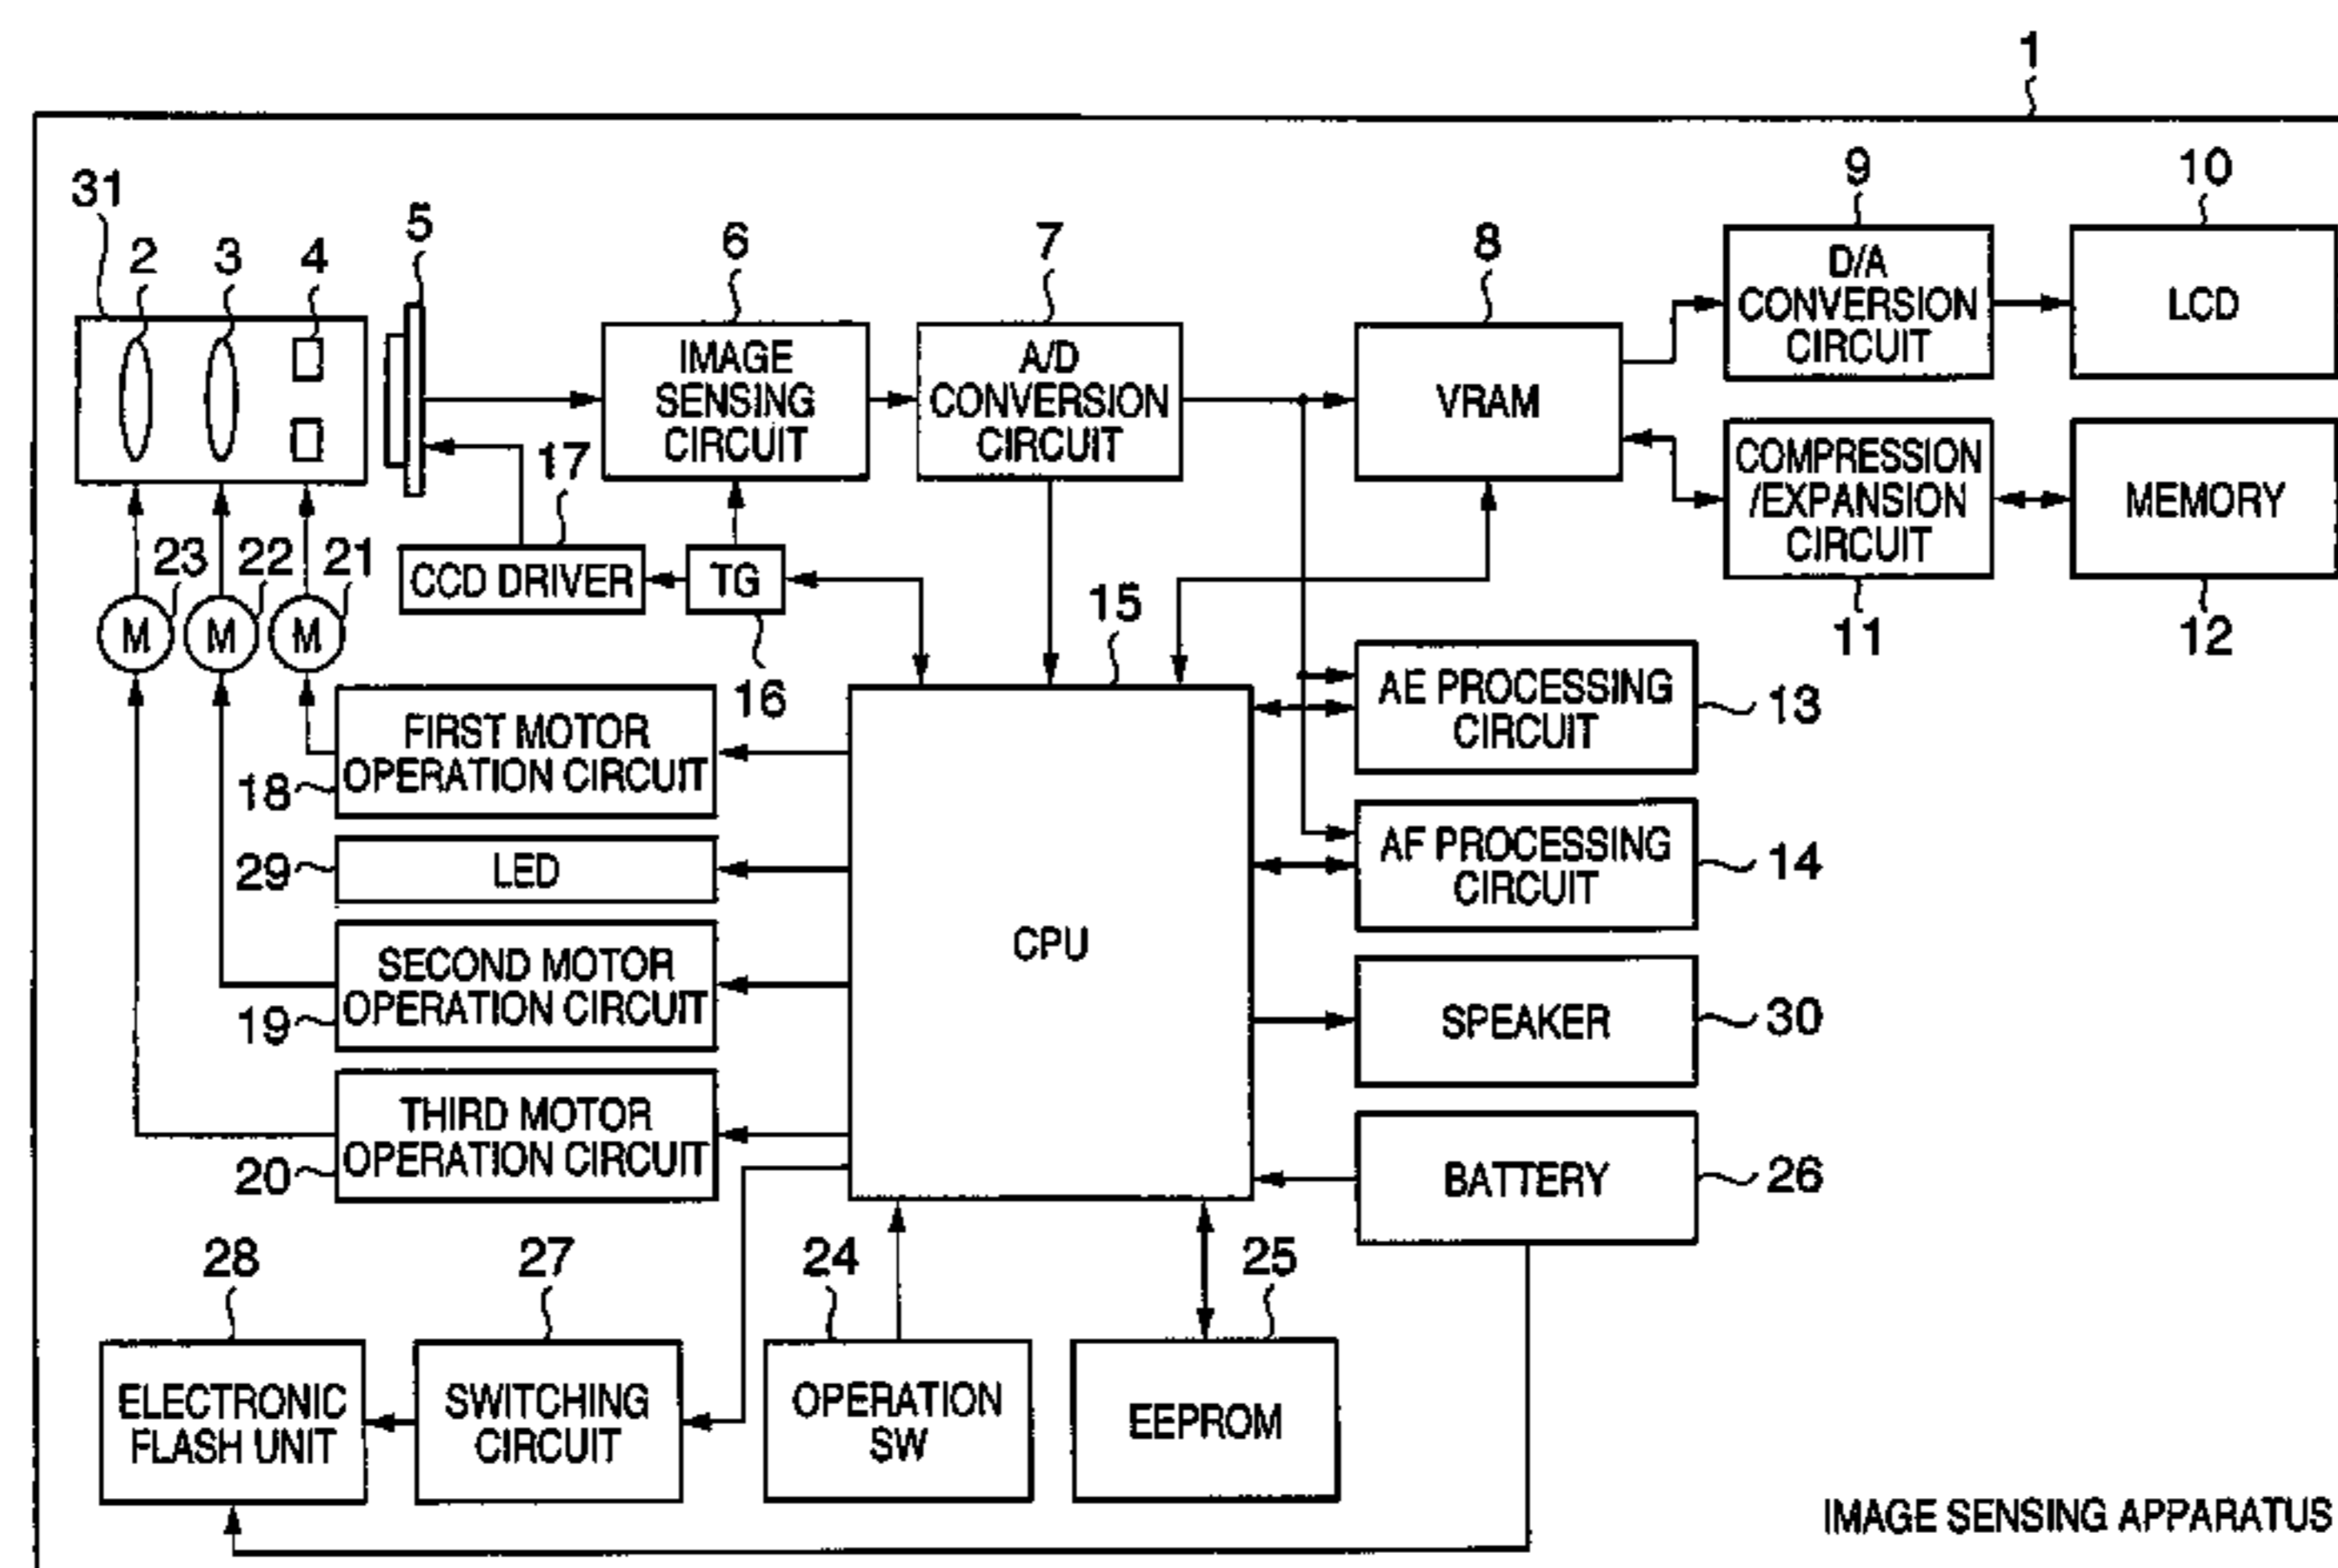 1
31
2
3
4
5
6
7
8
9
10
IMAGE
SENSING
CIRCUIT
A/D
CONVERSION
CIRCUIT
VRAM
D/A
CONVERSION
CIRCUIT
LCD
COMPRESSION
/EXPANSION
CIRCUIT
MEMORY
11
12
17
CCD DRIVER
TG
16
15
23
22
21
M
M
M
FIRST MOTOR
OPERATION CIRCUIT
18
LED
29
SECOND MOTOR
OPERATION CIRCUIT
19
THIRD MOTOR
OPERATION CIRCUIT
20
CPU
AE PROCESSING
CIRCUIT
13
AF PROCESSING
CIRCUIT
14
SPEAKER
30
BATTERY
26
28
27
24
25
ELECTRONIC
FLASH UNIT
SWITCHING
CIRCUIT
OPERATION
SW
EEPROM
IMAGE SENSING APPARATUS